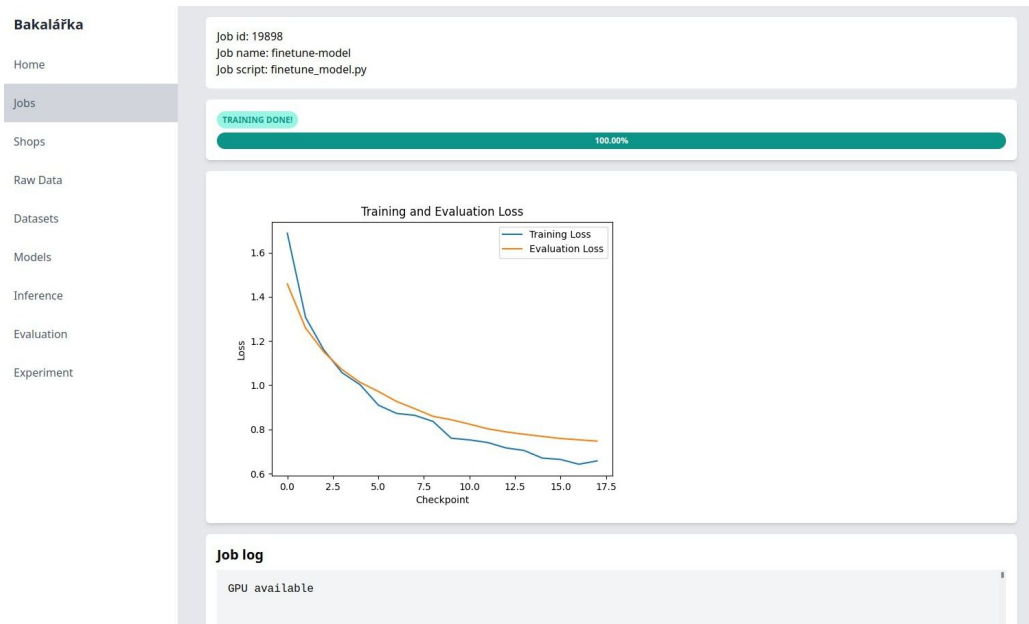 Bakalářka
Home
Jobs
Shops
Raw Data
Datasets
Models
Inference
Evaluation
Experiment
Job id: 19898
Job name: finetune-model
Job script: finetune_model.py
TRAINING DONE!
100.00%
Training and Evaluation Loss
Training Loss
Evaluation Loss
1.6
1.4
1.2
1.0
0.8
0.6
Loss
0.0 2.5 5.0 7.5 10.0 12.5 15.0 17.5
Checkpoint
Job log
GPU available